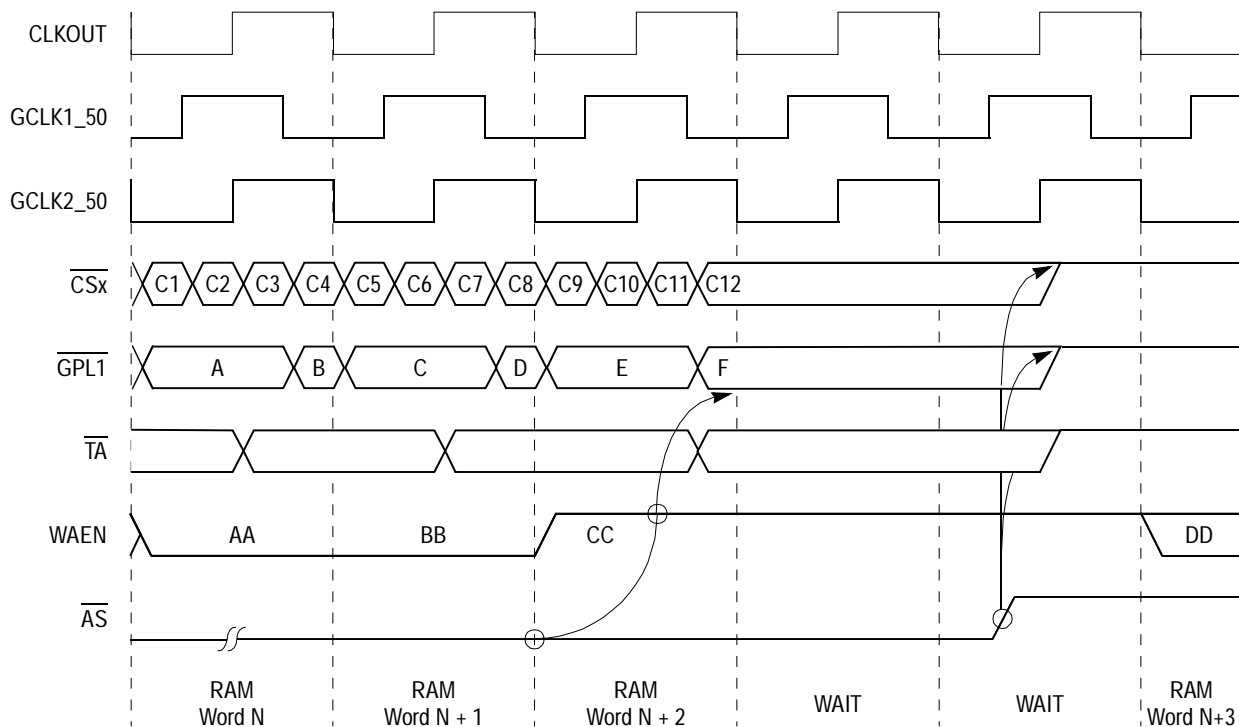 CLKOUT
GCLK1_50
GCLK2_50
CSx C1 C2 C3 C4 C5 C6 C7 C8 C9 C10 C11 C12
GPL1 A B C D E F
TA
WAEN AA BB CC DD
AS
RAM Word N
RAM Word N + 1
RAM Word N + 2
WAIT
WAIT
RAM Word N+3